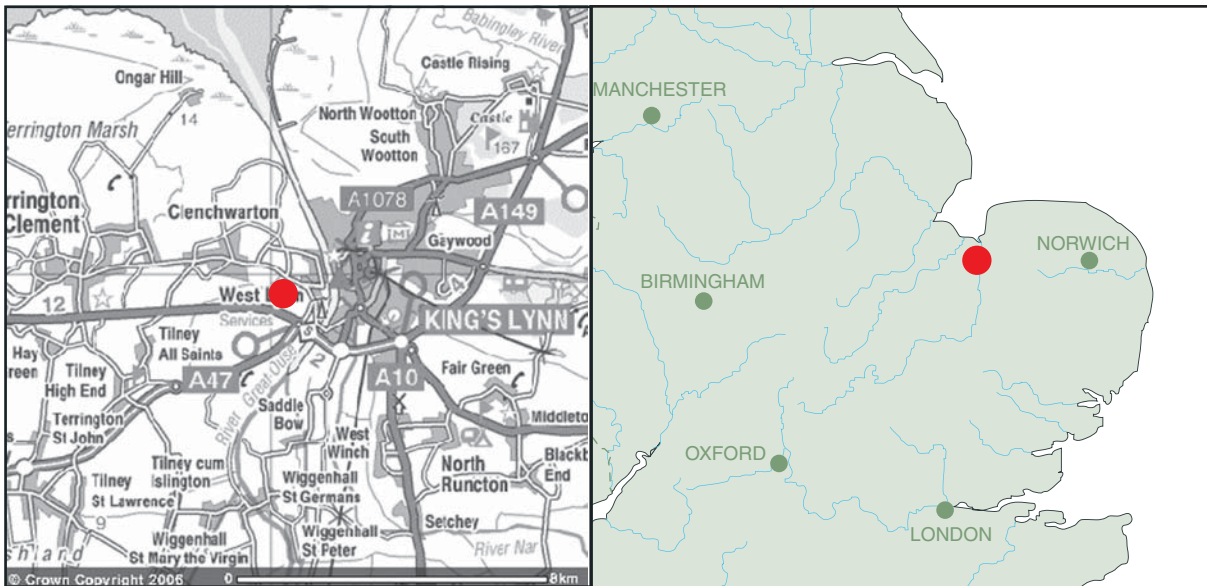 Babingley River
Ongar Hill
Castle Rising
14
North Wootton
Castle
South
Wootton
167
errington Marsh
A1078
rrington
Clement
Clenchwarton
A149
Gaywood
12
West
Services
KING'S LYNN
Tilney
All Saints
Hay
reen
Tilney
High End
A47
2
A10
Fair Green
River Great Ouse
Saddle
Bow
Middleto
Terrington
St John
West
Winch
Tilney cum
Islington
North
Runcton
Blackb
End
Tilney
St Lawrence
Wiggenhall
St Germans
9
Setchey
Wiggenhall
St Peter
Wiggenhall
St Mary the Virgin
River Nar
shland
© Crown Copyright 2006
0
8km
MANCHESTER
NORWICH
BIRMINGHAM
OXFORD
LONDON